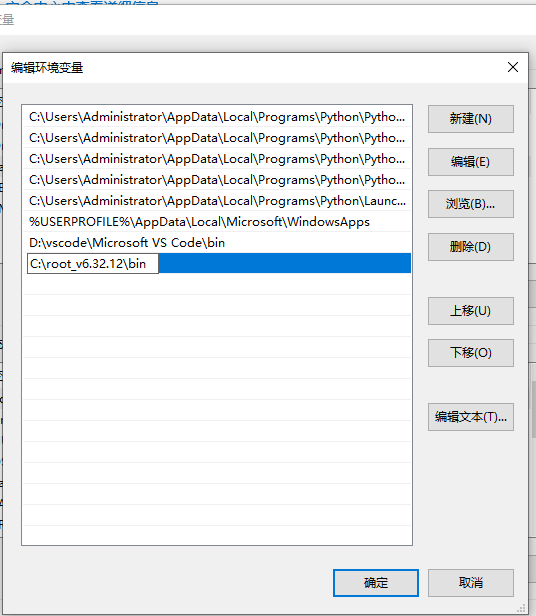 变量
编辑环境变量
C:\Users\Administrator\AppData\Local\Programs\Python\Pytho...
C:\Users\Administrator\AppData\Local\Programs\Python\Pytho...
C:\Users\Administrator\AppData\Local\Programs\Python\Pytho...
C:\Users\Administrator\AppData\Local\Programs\Python\Pytho...
C:\Users\Administrator\AppData\Local\Programs\Python\Launc...
%USERPROFILE%\AppData\Local\Microsoft\WindowsApps
D:\vscode\Microsoft VS Code\bin
C:\root_v6.32.12\bin
新建(N)
编辑(E)
浏览(B)...
删除(D)
上移(U)
下移(O)
编辑文本(T)...
确定
取消